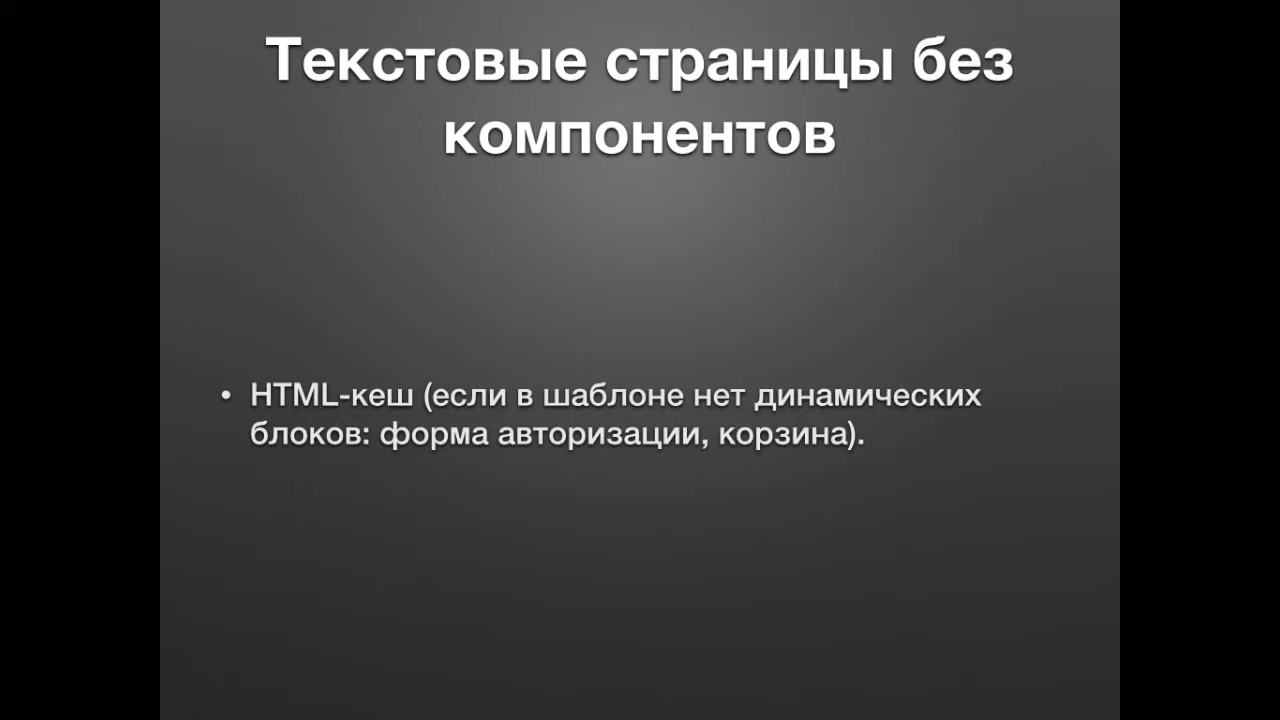 Текстовые страницы без
компонентов
• HTML-кеш (если в шаблоне нет динамических
блоков: форма авторизации, корзина).